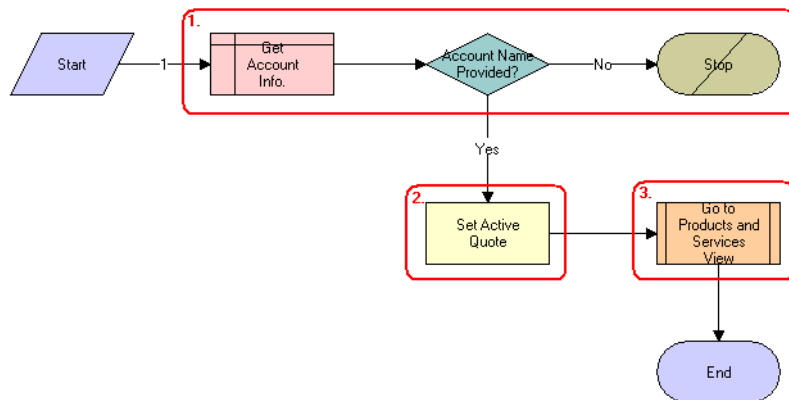 1.
Start
1
Get
Account
Info.
Account Name
Provided?
No
Stop
Yes
2.
Set Active
Quote
3.
Go to
Products and
Services
View
End